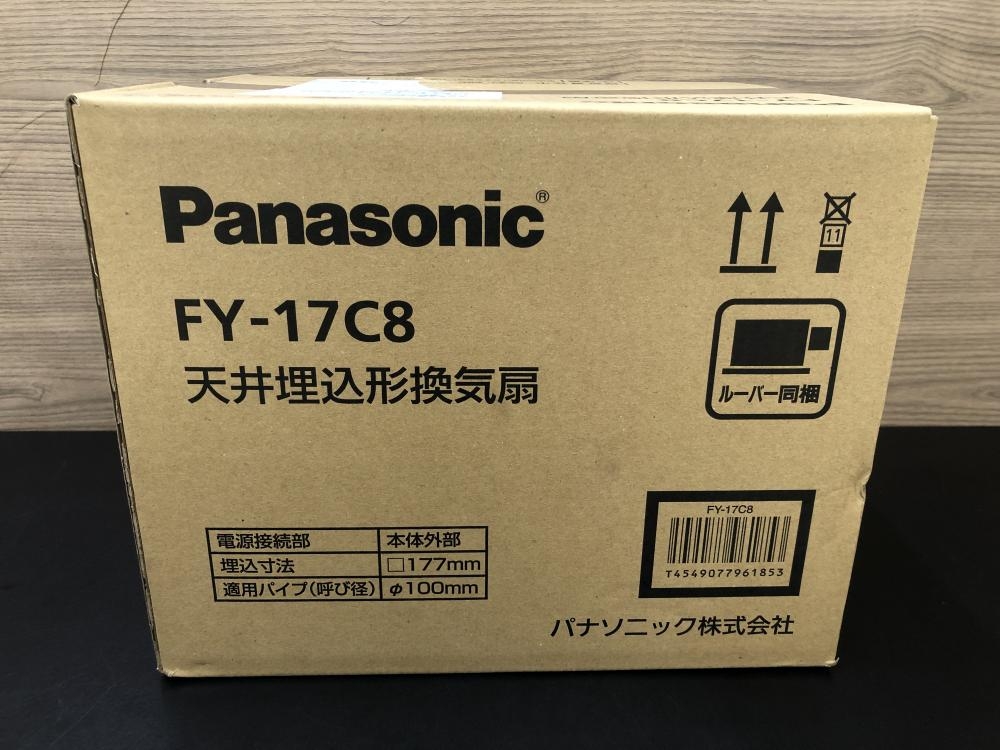 Panasonic®
FY-17C8
天井埋込形換気扇
11
ルーバー同梱
電源接続部 本体外部
埋込寸法 □177mm
適用パイプ(呼び径) φ100mm
FY-17C8
T4549077961853
パナソニック株式会社